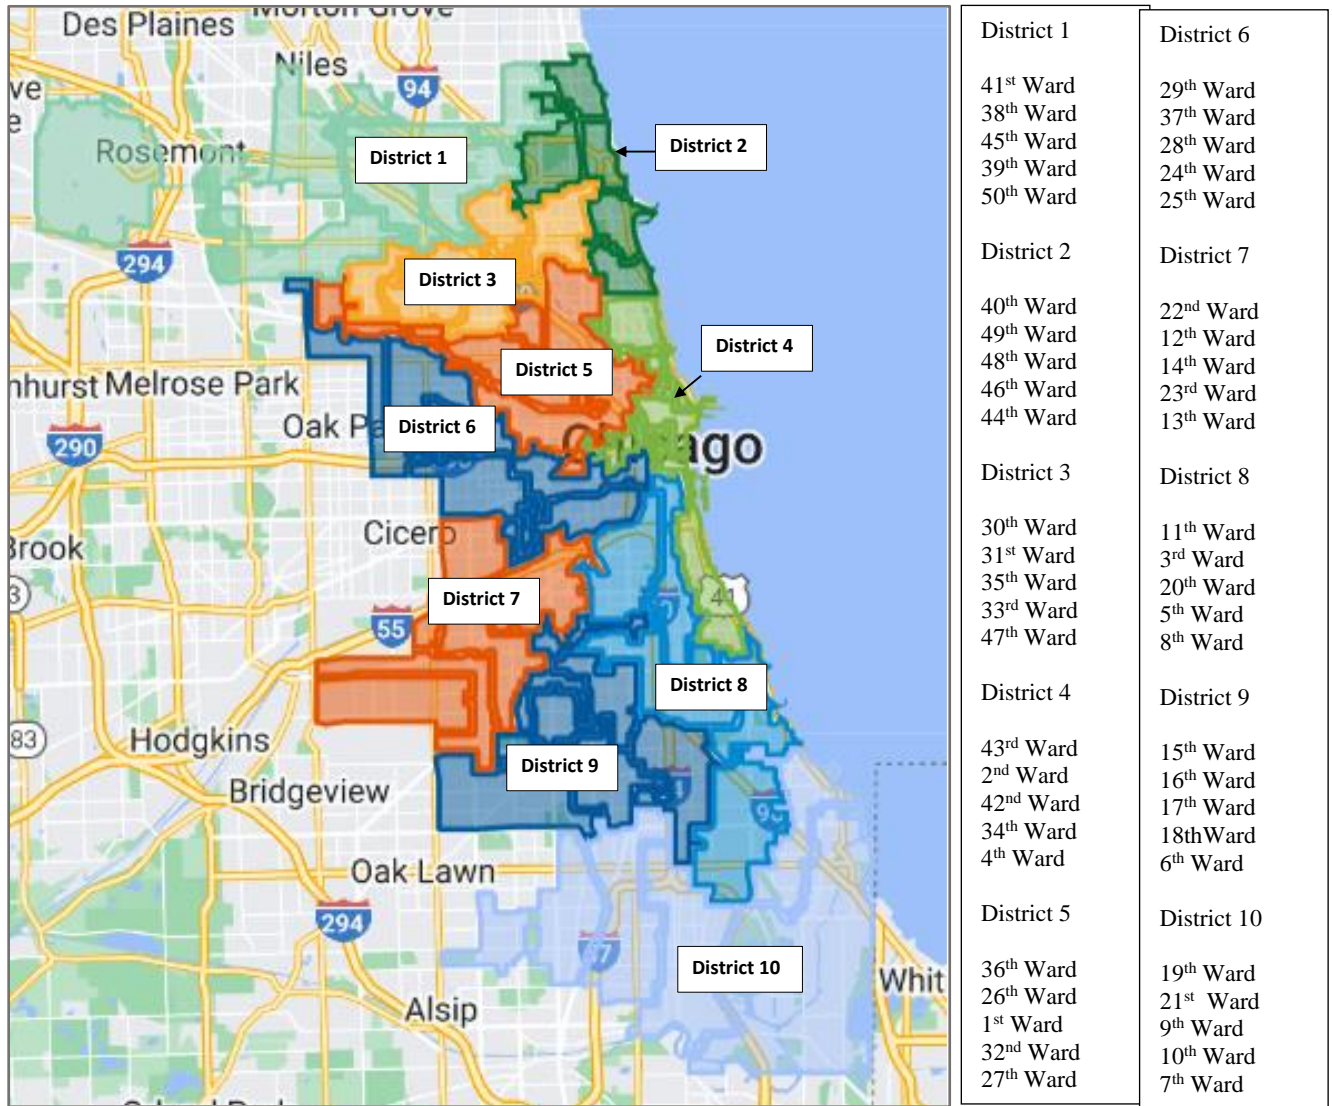 Morton Grove
Des Plaines
Niles
94
ve
e
Rosemont
District 1
District 2
294
District 3
District 4
nhurst
Melrose Park
District 5
Oak Pa
District 6
290
ago
Cicero
Brook
3
District 7
41
55
District 8
83
Hodgkins
District 9
Bridgeview
Oak Lawn
294
District 10
Whit
Alsip
District 1
41st Ward
38th Ward
45th Ward
39th Ward
50th Ward
District 2
40th Ward
49th Ward
48th Ward
46th Ward
44th Ward
District 3
30th Ward
31st Ward
35th Ward
33rd Ward
47th Ward
District 4
43rd Ward
2nd Ward
42nd Ward
34th Ward
4th Ward
District 5
36th Ward
26th Ward
1st Ward
32nd Ward
27th Ward
District 6
29th Ward
37th Ward
28th Ward
24th Ward
25th Ward
District 7
22nd Ward
12th Ward
14th Ward
23rd Ward
13th Ward
District 8
11th Ward
3rd Ward
20th Ward
5th Ward
8th Ward
District 9
15th Ward
16th Ward
17th Ward
18thWard
6th Ward
District 10
19th Ward
21st Ward
9th Ward
10th Ward
7th Ward